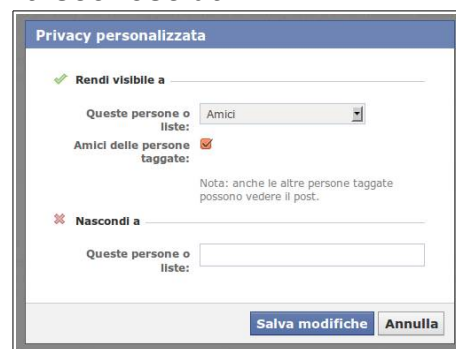 Privacy personalizzata
Rendi visibile a
Queste persone o
liste:
Amici
Amici delle persone
taggate:
Nota: anche le altre persone taggate
possono vedere il post.
Nascondi a
Queste persone o
liste:
Salva modifiche
Annulla